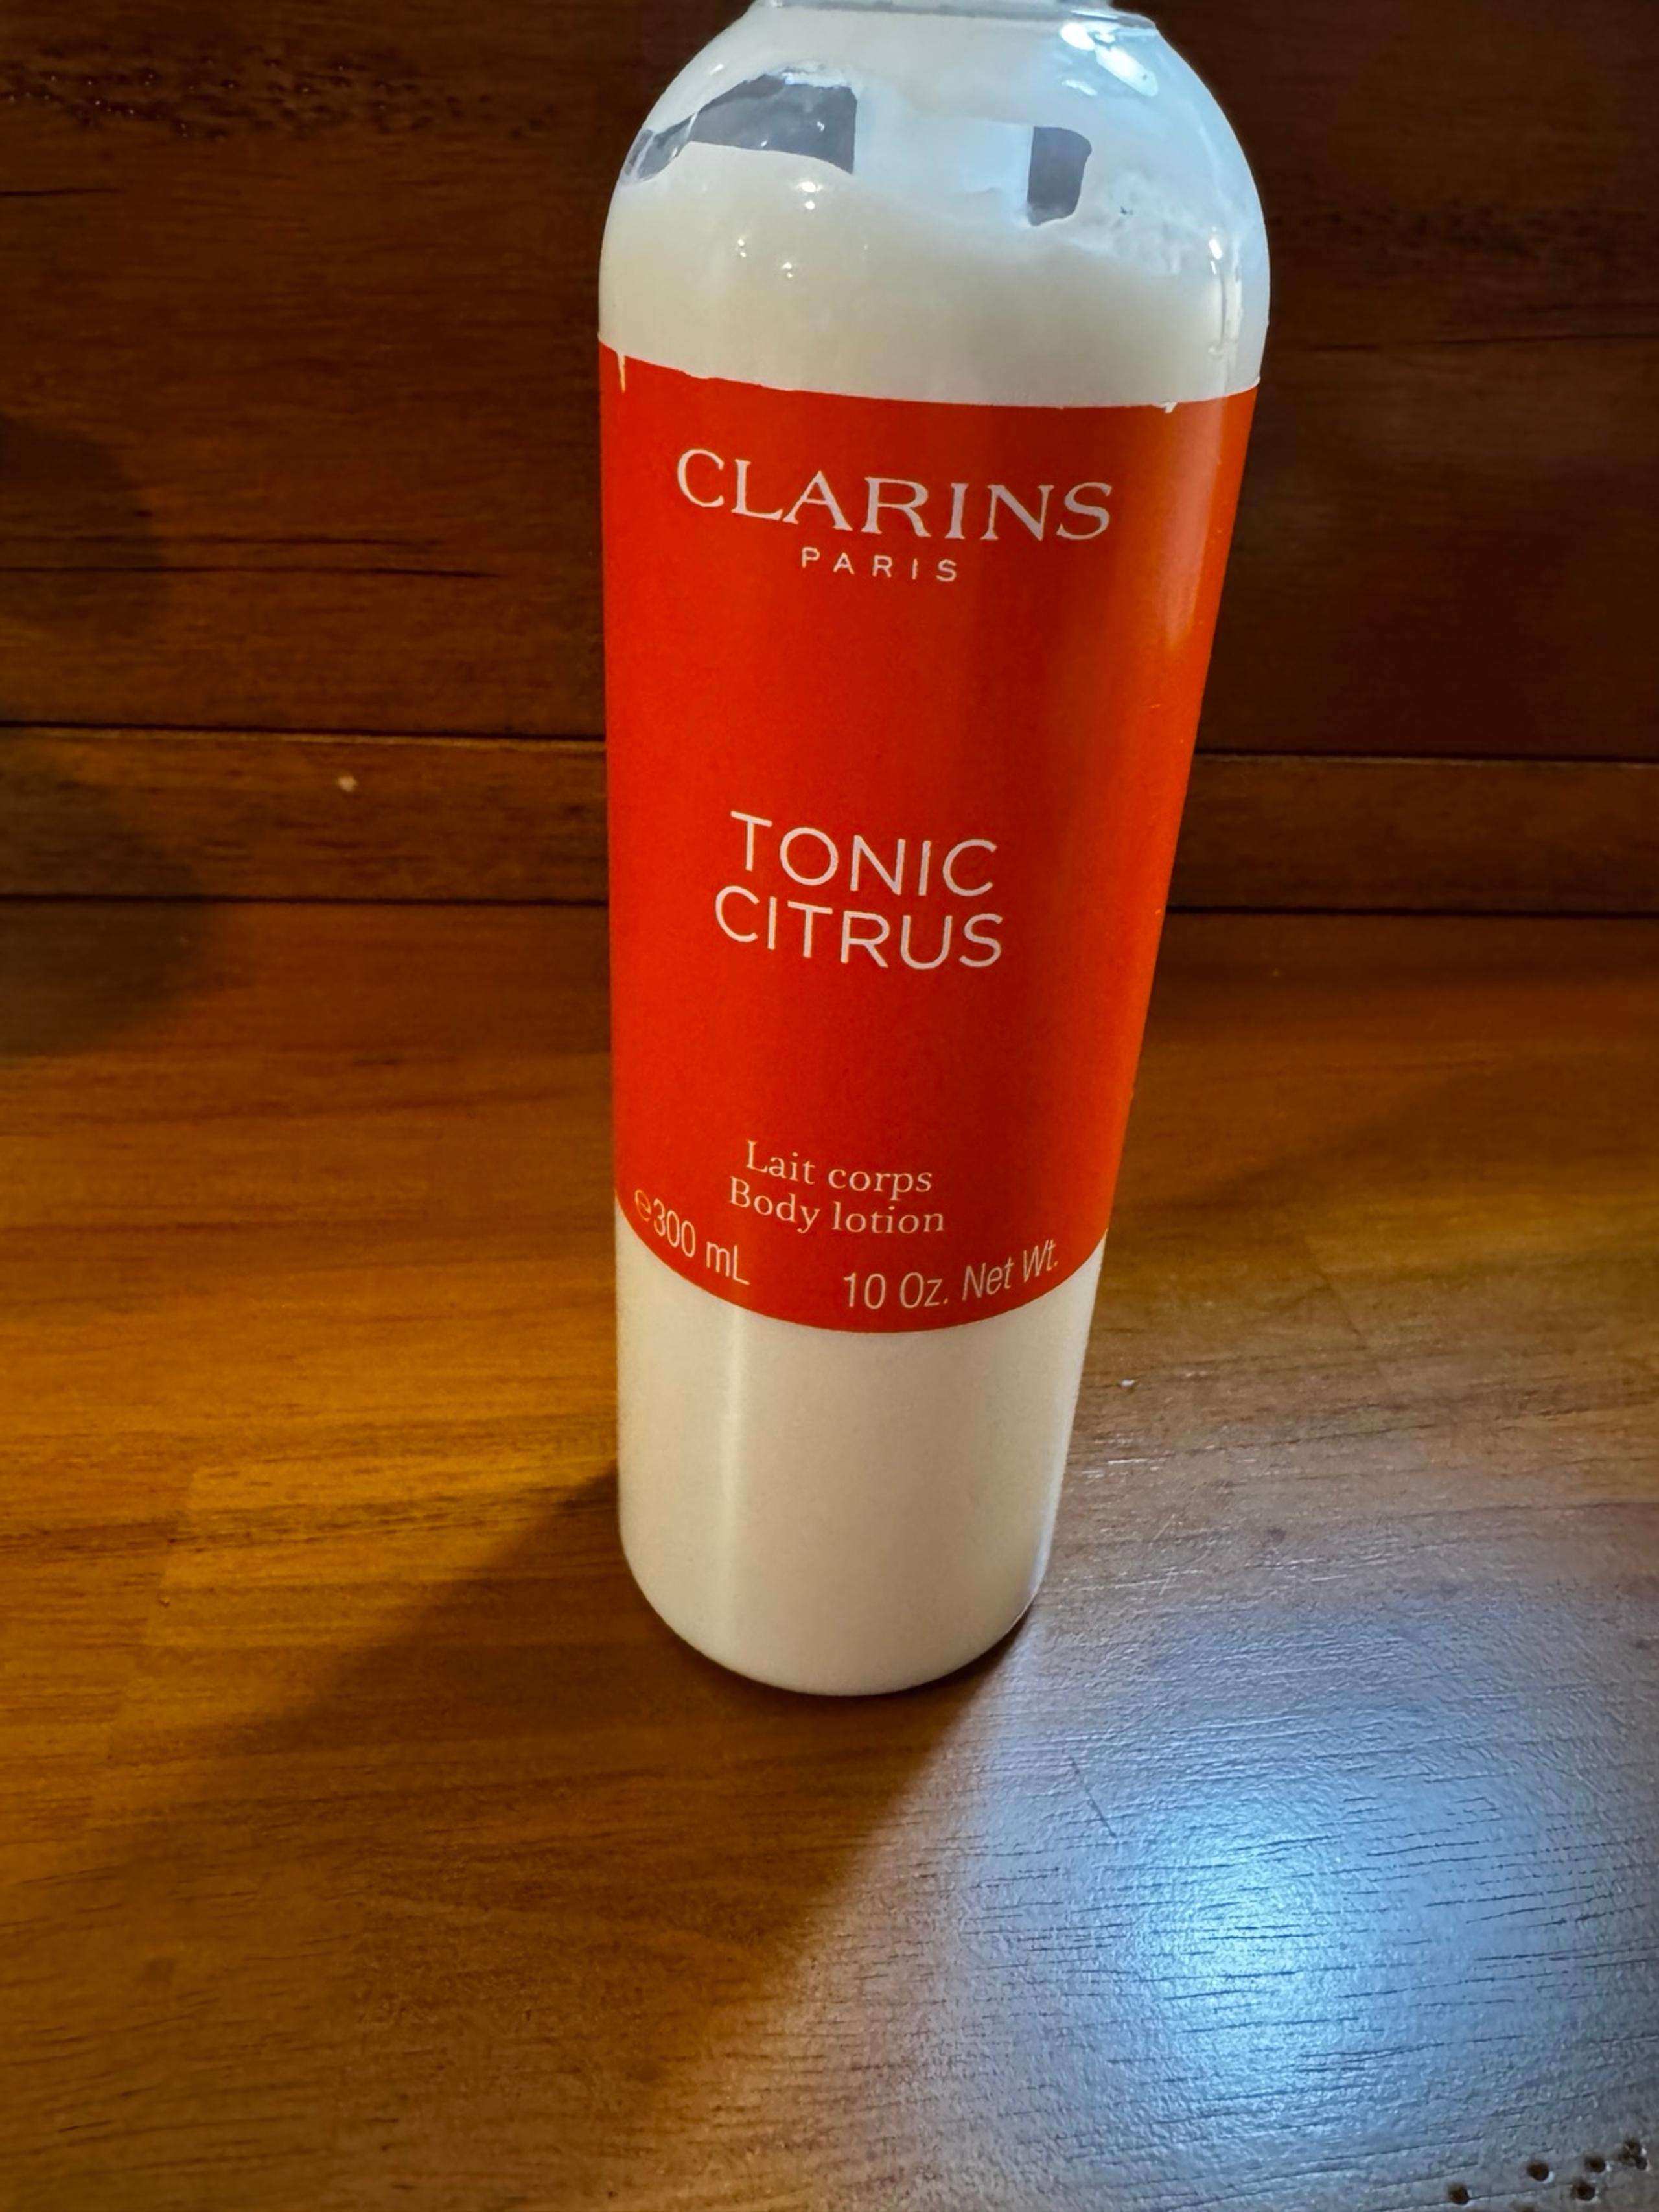 CLARINS
PARIS
TONIC
CITRUS
Lait corps
Body lotion
℮300 mL 10 Oz. Net Wt.